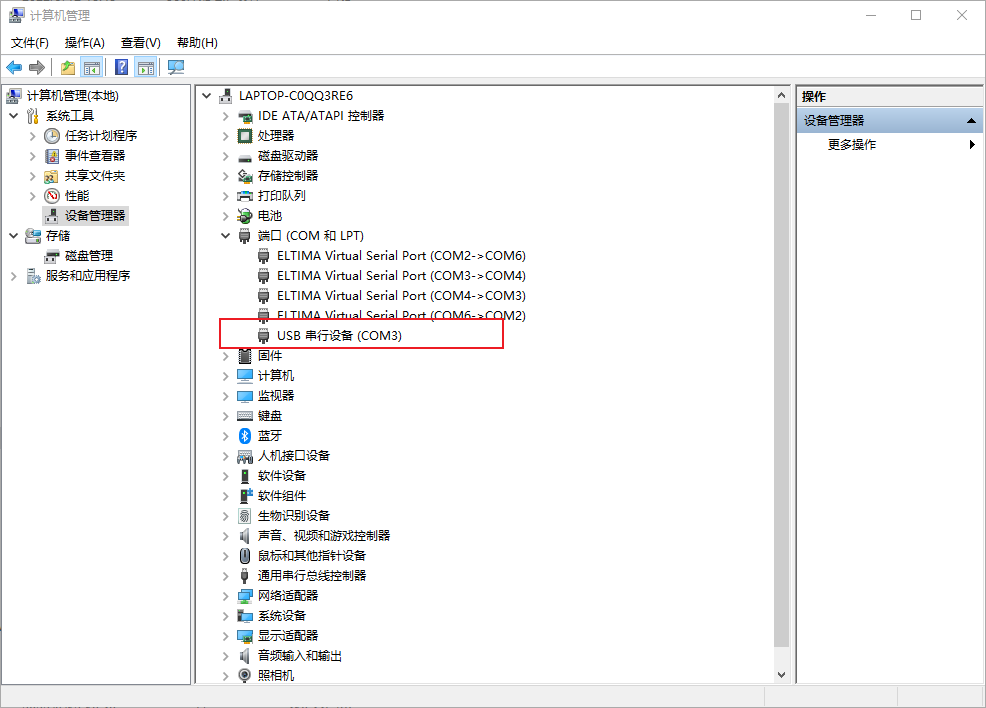 计算机管理
文件(F) 操作(A) 查看(V) 帮助(H)
计算机管理(本地)
系统工具
任务计划程序
事件查看器
共享文件夹
性能
设备管理器
存储
磁盘管理
服务和应用程序
LAPTOP-C0QQ3RE6
IDE ATA/ATAPI 控制器
处理器
磁盘驱动器
存储控制器
打印队列
电池
端口 (COM 和 LPT)
ELTIMA Virtual Serial Port (COM2->COM6)
ELTIMA Virtual Serial Port (COM3->COM4)
ELTIMA Virtual Serial Port (COM4->COM3)
ELTIMA Virtual Serial Port (COM6->COM2)
USB 串行设备 (COM3)
固件
计算机
监视器
键盘
蓝牙
人机接口设备
软件设备
软件组件
生物识别设备
声音、视频和游戏控制器
鼠标和其他指针设备
通用串行总线控制器
网络适配器
系统设备
显示适配器
音频输入和输出
照相机
操作
设备管理器
更多操作